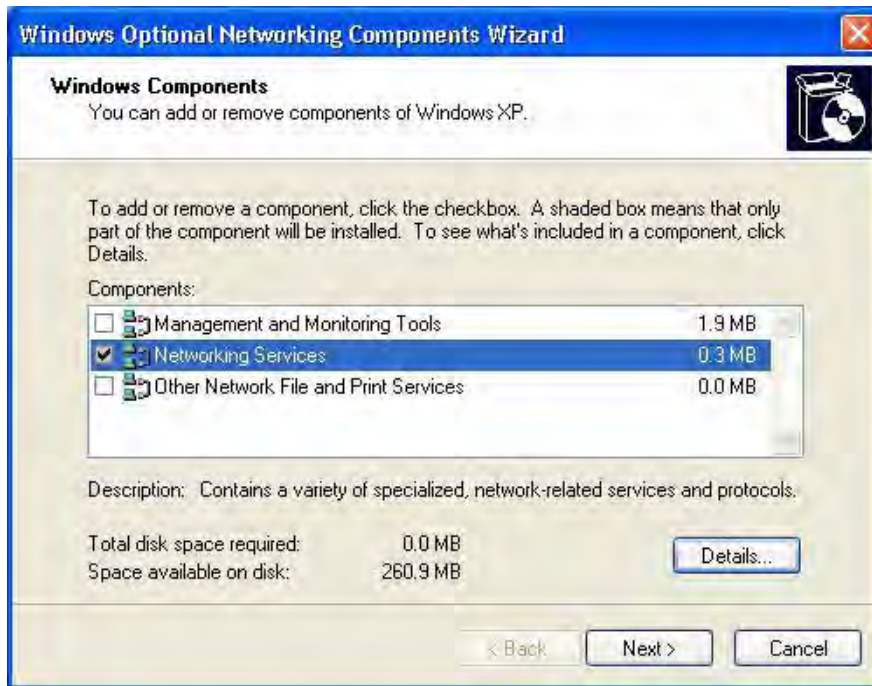 Windows Optional Networking Components Wizard
Windows Components
You can add or remove components of Windows XP.
To add or remove a component, click the checkbox. A shaded box means that only
part of the component will be installed. To see what's included in a component, click
Details.
Components:
Management and Monitoring Tools 1.9 MB
Networking Services 0.3 MB
Other Network File and Print Services 0.0 MB
Description: Contains a variety of specialized, network-related services and protocols.
Total disk space required: 0.0 MB
Space available on disk: 260.9 MB
Details...
< Back Next > Cancel